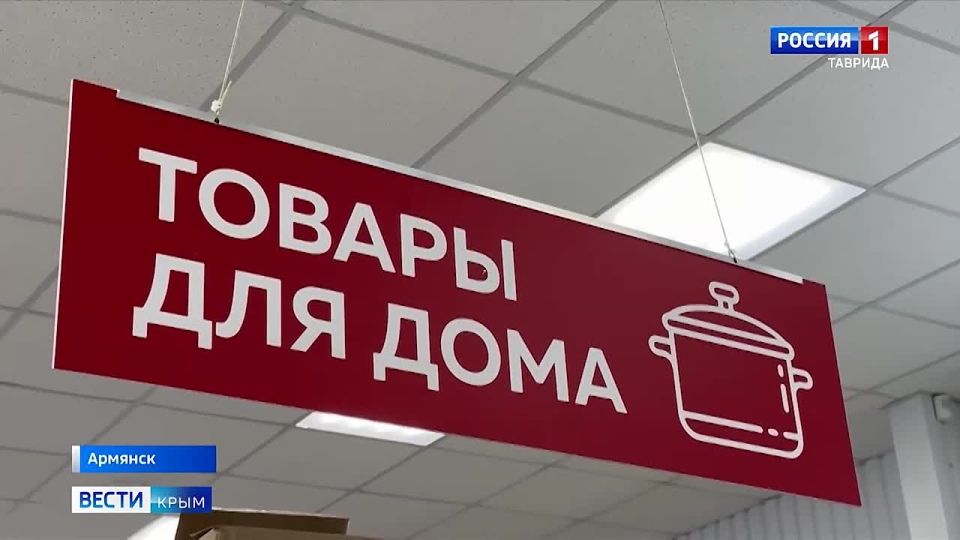 РОССИЯ 1
ТАВРИДА
ТОВАРЫ
ДЛЯ ДОМА
Армянск
ВЕСТИ КРЫМ